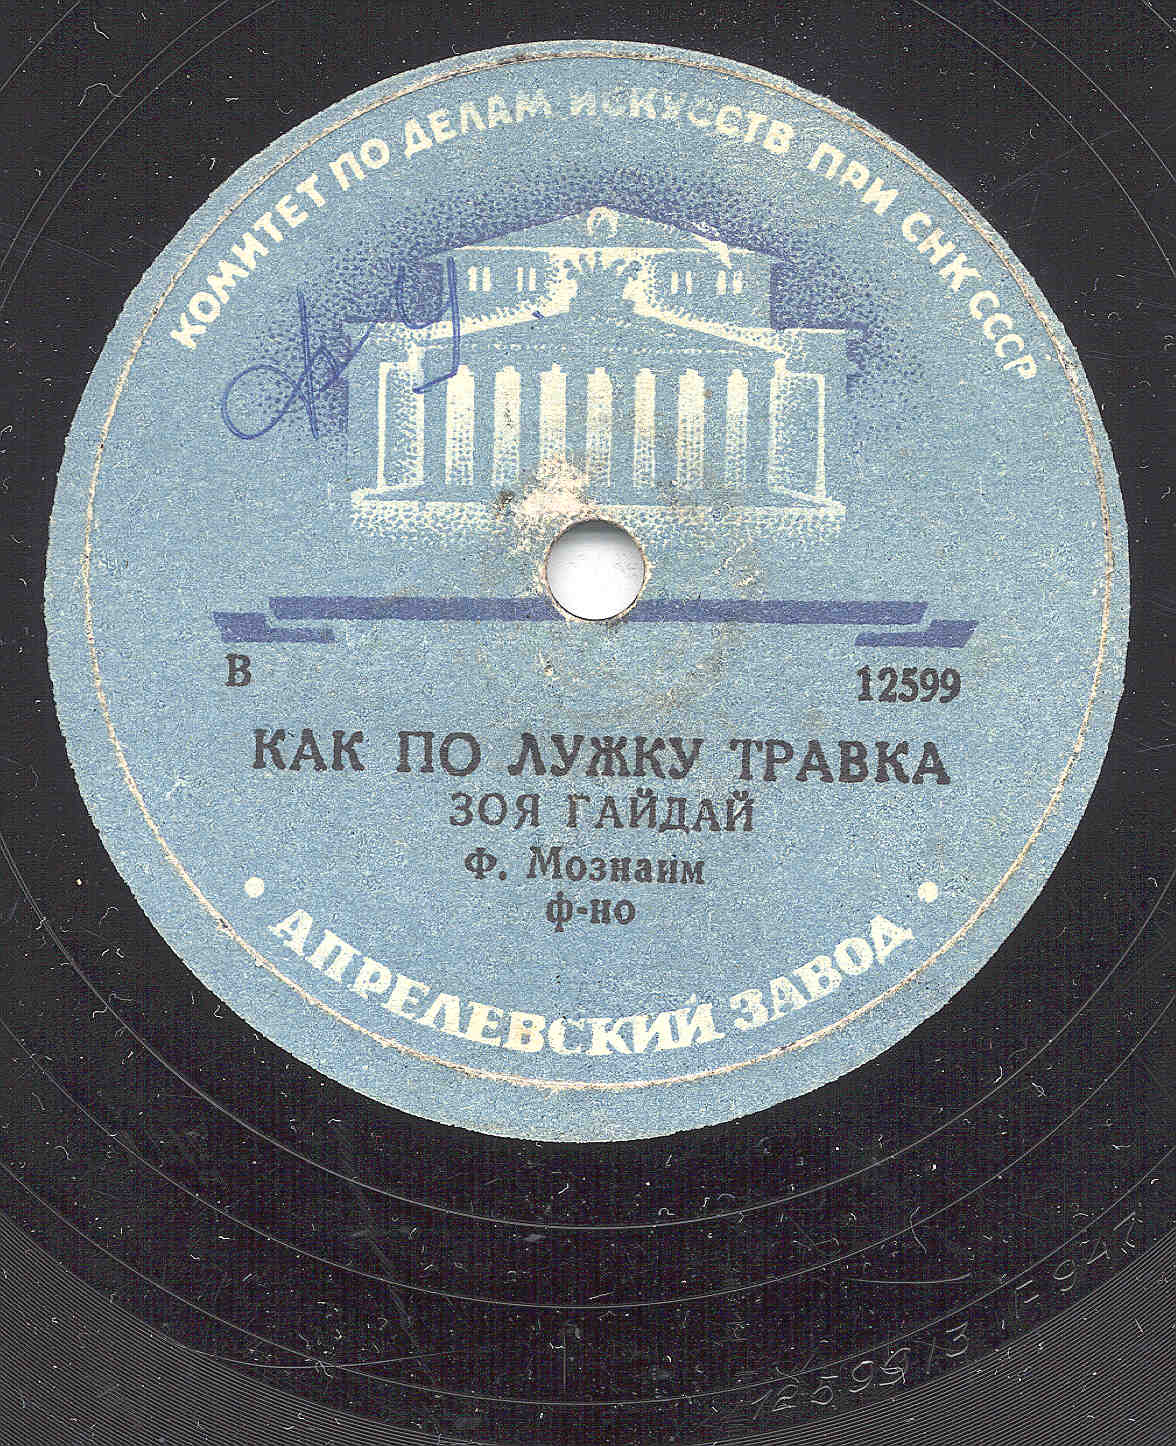 КОМИТЕТ ПО ДЕЛАМ ИСКУССТВ ПРИ СНК СССР
В 12599
КАК ПО ЛУЖКУ ТРАВКА
ЗОЯ ГАЙДАЙ
Ф. Мознаим
ф-но
АПРЕЛЕВСКИЙ ЗАВОД